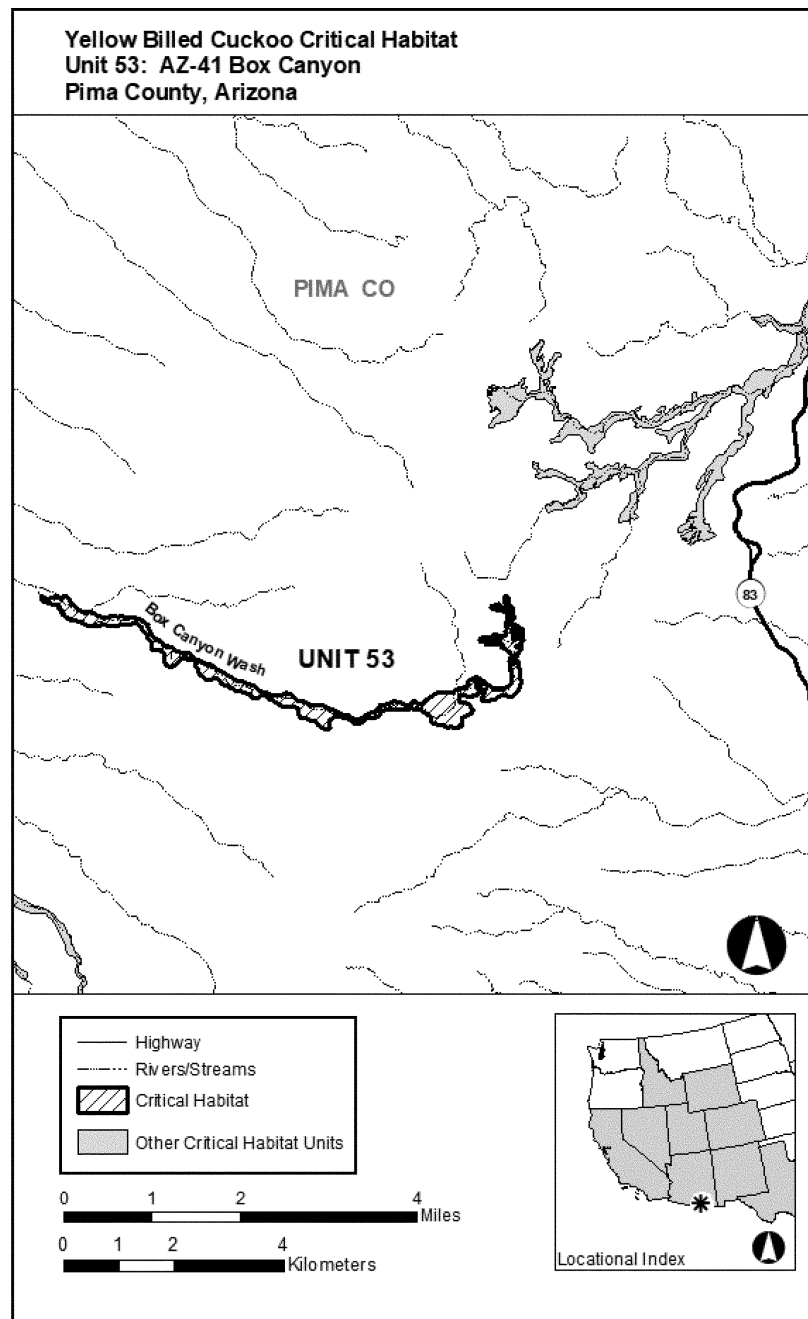 Yellow Billed Cuckoo Critical Habitat
Unit 53: AZ-41 Box Canyon
Pima County, Arizona
PIMA CO
83
Box Canyon Wash
UNIT 53
Highway
Rivers/Streams
Critical Habitat
Other Critical Habitat Units
0 1 2 4
Miles
0 1 2 4
Kilometers
Locational Index